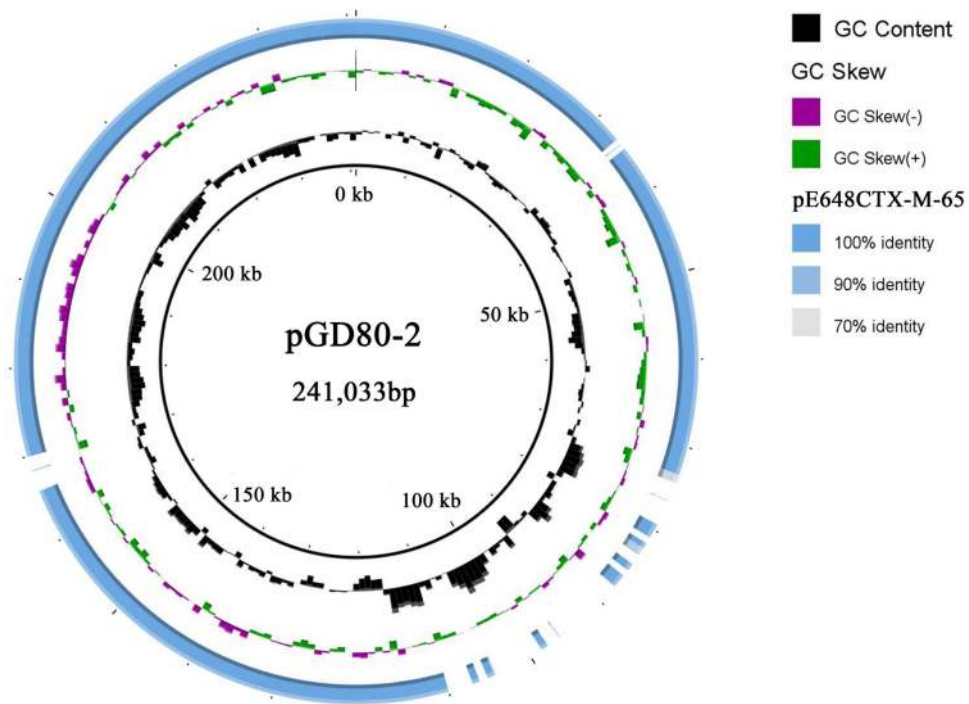 0 kb
50 kb
100 kb
150 kb
200 kb
pGD80-2
241,033bp
GC Content
GC Skew
GC Skew(-)
GC Skew(+)
pE648CTX-M-65
100% identity
90% identity
70% identity